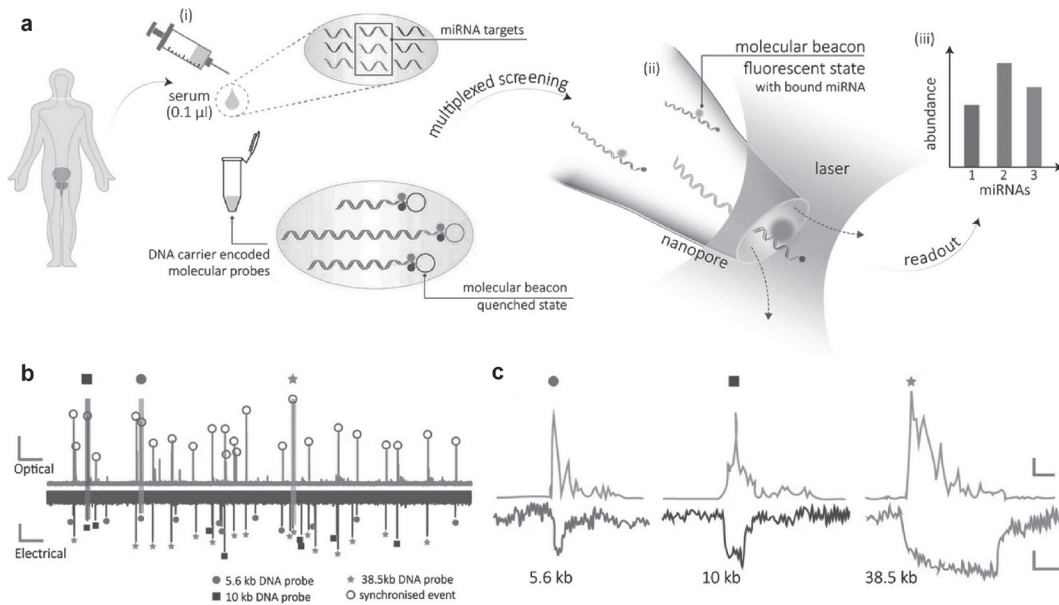 a
(i)
serum
(0.1 µl)
miRNA targets
DNA carrier encoded
molecular probes
molecular beacon
quenched state
multiplexed screening
(ii)
molecular beacon
fluorescent state
with bound miRNA
laser
nanopore
readout
(iii)
abundance
1 2 3
miRNAs
b
Optical
Electrical
5.6 kb DNA probe
38.5kb DNA probe
10 kb DNA probe
synchronised event
c
5.6 kb
10 kb
38.5 kb